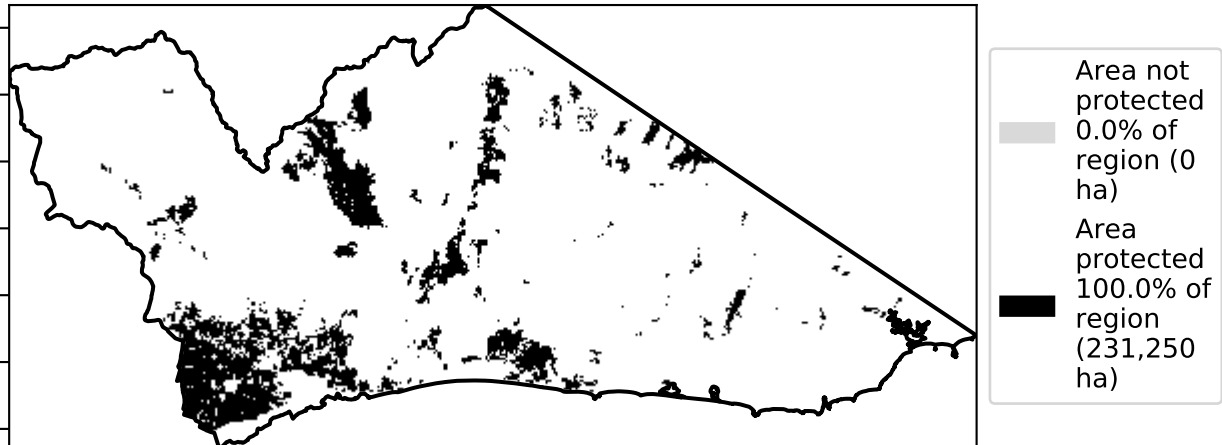 Area not
protected
0.0% of
region (0
ha)
Area
protected
100.0% of
region
(231,250
ha)